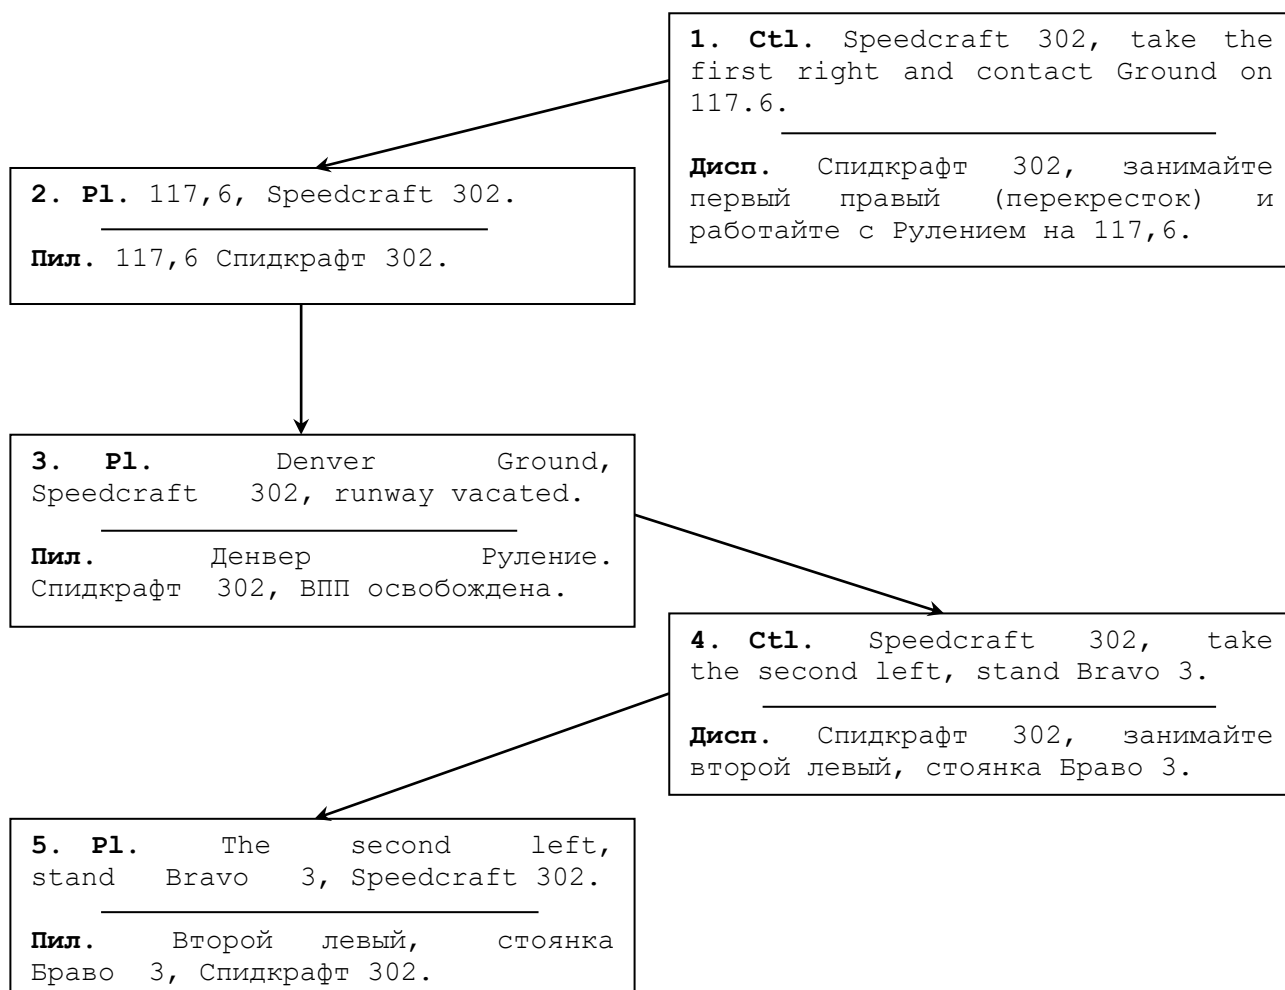 1. Ctl. Speedcraft 302, take the
first right and contact Ground on
117.6.
Дисп. Спидкрафт 302, занимайте
первый правый (перекресток) и
работайте с Рулением на 117,6.
2. Pl. 117,6, Speedcraft 302.
Пил. 117,6 Спидкрафт 302.
3. Pl. Denver Ground,
Speedcraft 302, runway vacated.
Пил. Денвер Руление.
Спидкрафт 302, ВПП освобождена.
4. Ctl. Speedcraft 302, take
the second left, stand Bravo 3.
Дисп. Спидкрафт 302, занимайте
второй левый, стоянка Браво 3.
5. Pl. The second left,
stand Bravo 3, Speedcraft 302.
Пил. Второй левый, стоянка
Браво 3, Спидкрафт 302.